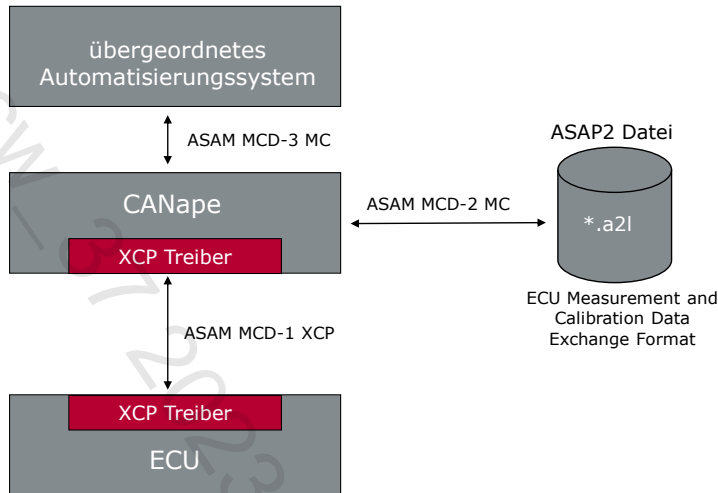 übergeordnetes
Automatisierungssystem
ASAM MCD-3 MC
CANape
XCP Treiber
ASAM MCD-2 MC
ASAP2 Datei
*.a2l
ECU Measurement and
Calibration Data
Exchange Format
ASAM MCD-1 XCP
XCP Treiber
ECU